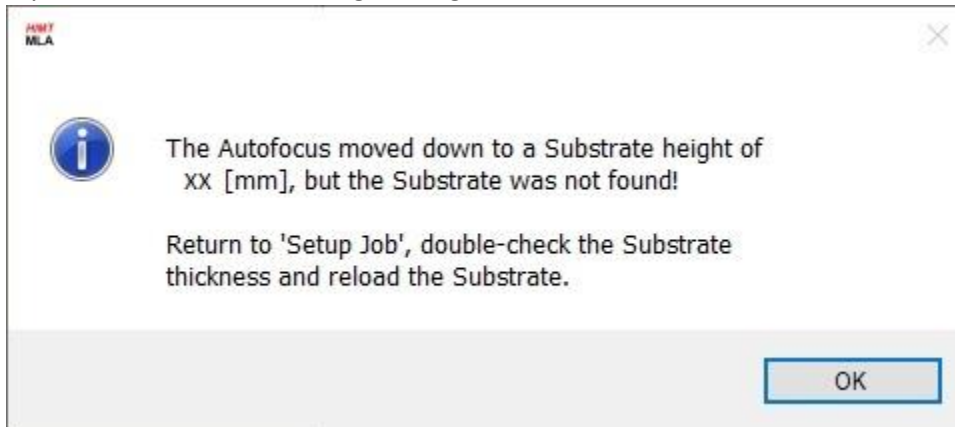 HIMT
MLA
The Autofocus moved down to a Substrate height of
xx [mm], but the Substrate was not found!
Return to 'Setup Job', double-check the Substrate
thickness and reload the Substrate.
OK